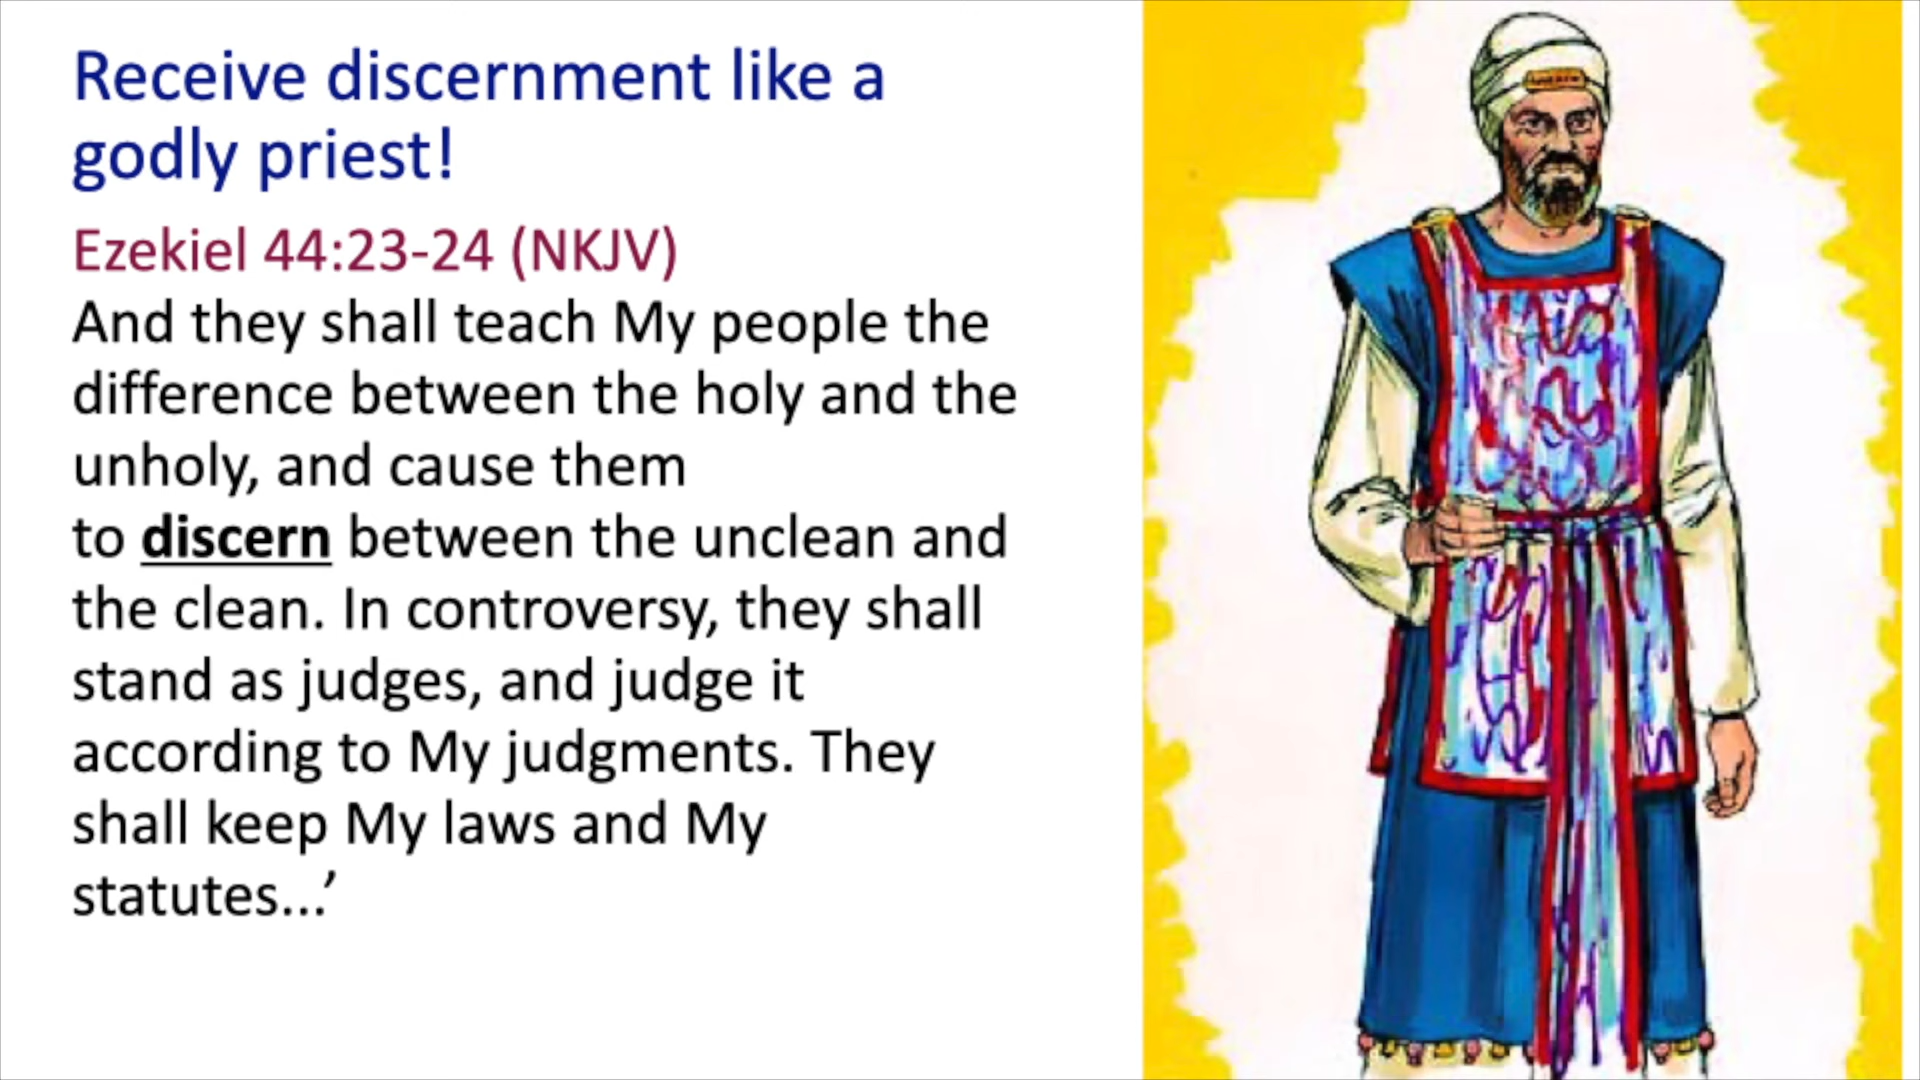 Receive discernment like a
godly priest!
Ezekiel 44:23-24 (NKJV)
And they shall teach My people the
difference between the holy and the
unholy, and cause them
to discern between the unclean and
the clean. In controversy, they shall
stand as judges, and judge it
according to My judgments. They
shall keep My laws and My
statutes...’